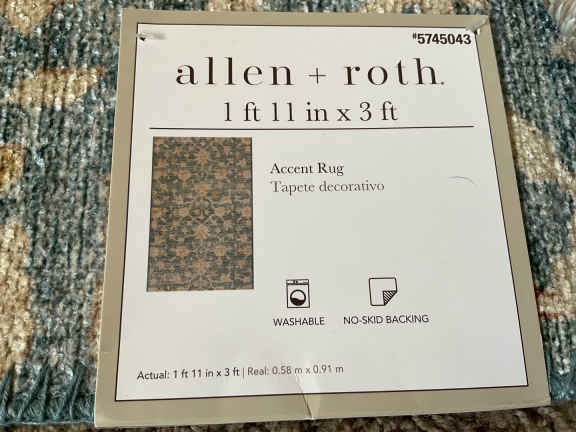 #5745043
allen + roth.
1 ft 11 in x 3 ft
Accent Rug
Tapete decorativo
WASHABLE
NO-SKID BACKING
Actual: 1 ft 11 in x 3 ft | Real: 0.58 m x 0.91 m